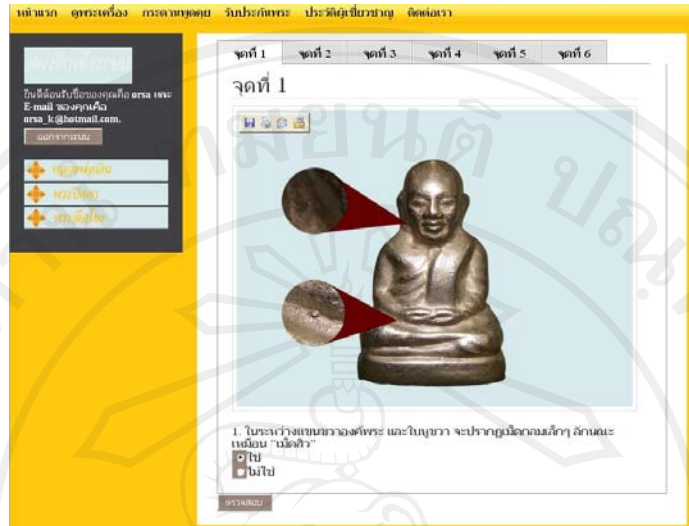 หน้าแรก ดูพระเครื่อง กระดานพูดคุย รับประกันพระ ประวัติผู้เชี่ยวชาญ ติดต่อเรา
ยินดีต้อนรับชื่อของคุณคือ orsa และ
E-mail ของคุณคือ
orsa_k@hotmail.com.
ออกจากระบบ
จุดที่ 1 จุดที่ 2 จุดที่ 3 จุดที่ 4 จุดที่ 5 จุดที่ 6
จุดที่ 1
1. ในระหว่างแขนขวาองค์พระ และใบหูขวา จะปรากฏเม็ดกลมเล็กๆ ลักษณะ
เหมือน "เม็ดสิว"
ใช่
ไม่ใช่
ตรวจสอบ